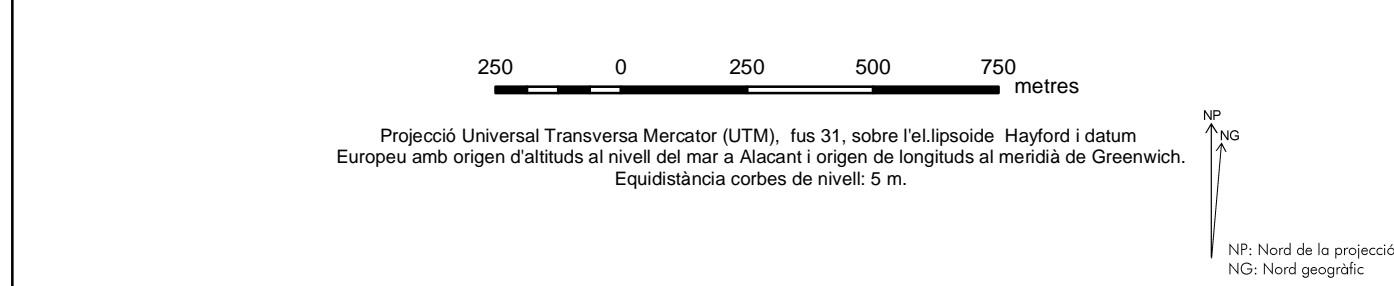 250 0 250 500 750
metres
Projecció Universal Transversa Mercator (UTM), fus 31, sobre l'el.lipsoide Hayford i datum
Europeu amb origen d'altituds al nivell del mar a Alacant i origen de longituds al meridià de Greenwich.
Equidistància corbes de nivell: 5 m.
NP
NG
NP: Nord de la projecció
NG: Nord geogràfic